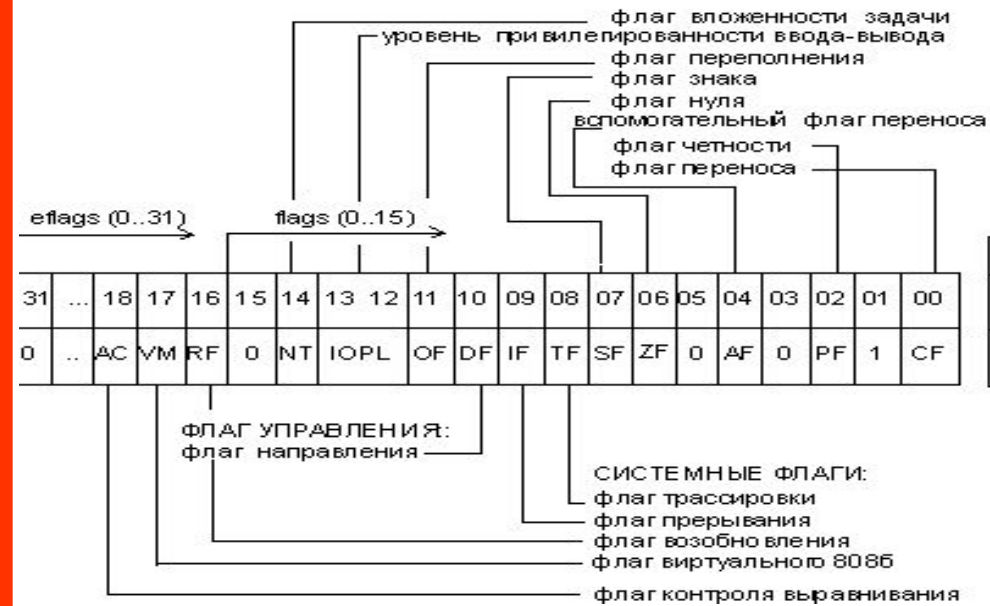 флаг вложенности задачи
уровень привилегированности ввода-вывода
флаг переполнения
флаг знака
флаг нуля
вспомогательный флаг переноса
флаг четности
флаг переноса
eflags (0..31) flags (0..15)
31 ... 18 17 16 15 14 13 12 11 10 09 08 07 06 05 04 03 02 01 00
0 .. AC VM RF 0 NT IOPL OF DF IF TF SF ZF 0 AF 0 PF 1 CF
ФЛАГ УПРАВЛЕНИЯ:
флаг направления
СИСТЕМНЫЕ ФЛАГИ:
флаг трассировки
флаг прерывания
флаг возобновления
флаг виртуального 8086
флаг контроля выравнивания